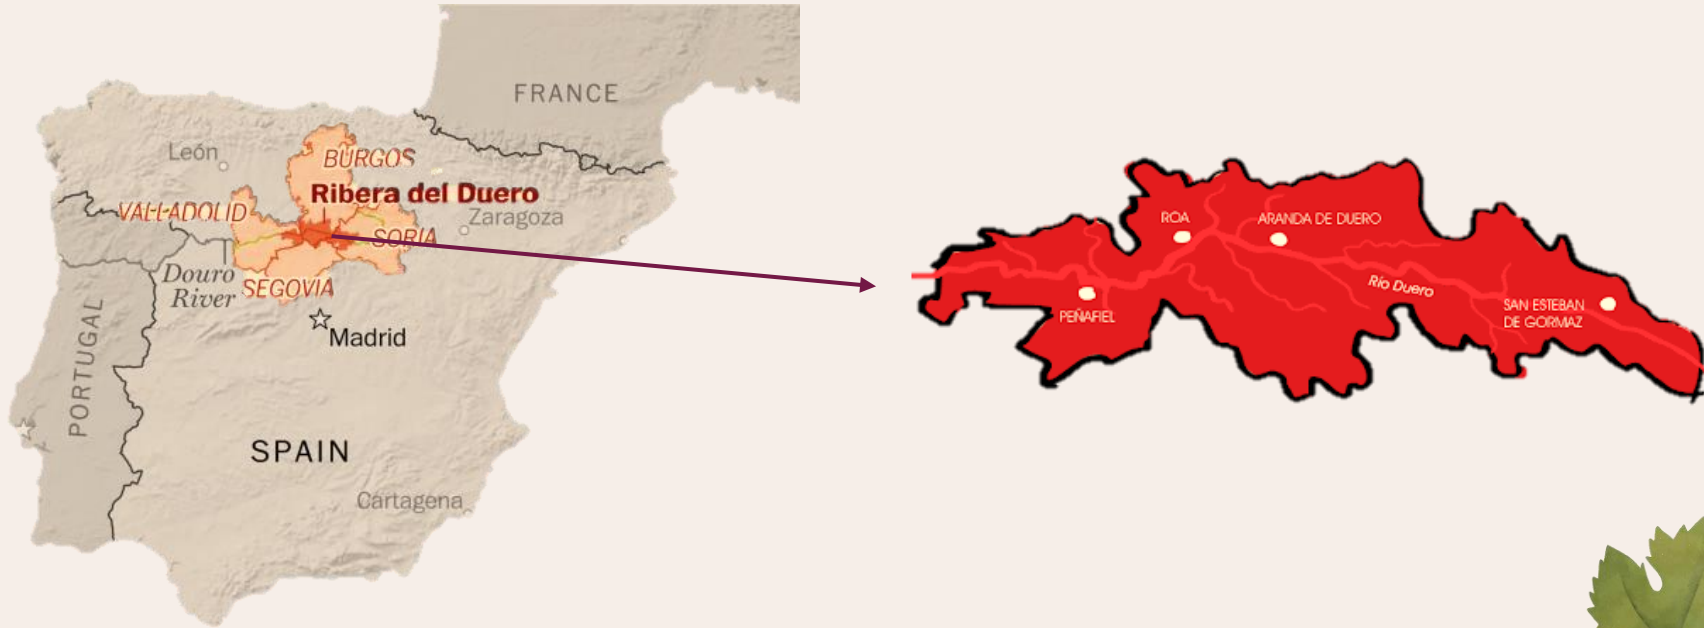 FRANCE
León
BURGOS
Ribera del Duero
VALLADOLID
Zaragoza
SORIA
Douro
River
SEGOVIA
Madrid
PORTUGAL
SPAIN
Cartagena
ROA
ARANDA DE DUERO
Río Duero
PEÑAFIEL
SAN ESTEBAN
DE GORMAZ